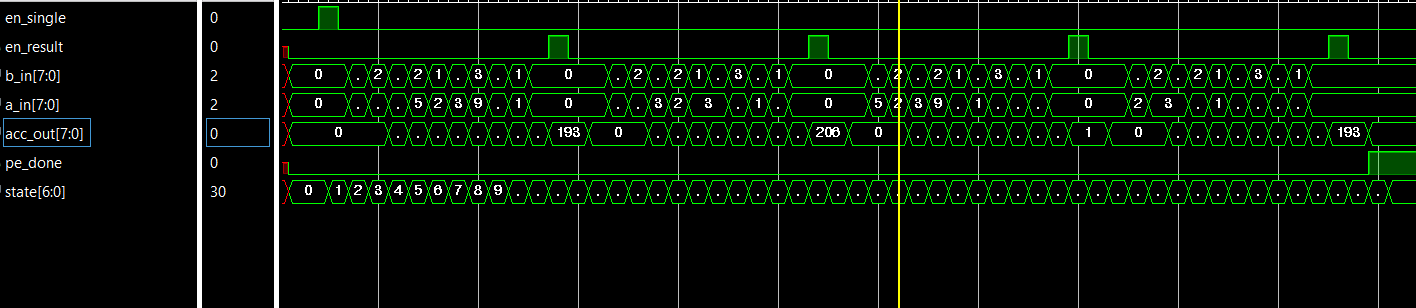 en_single 0
en_result 0
b_in[7:0] 2 0 . 2 . 2 1 . 3 . 1 0 . 2 . 2 1 . 3 . 1 0 . 2 . 2 1 . 3 . 1 0 . 2 . 2 1 . 3 . 1
a_in[7:0] 2 0 . . . 5 2 3 9 . 1 0 . . 3 2 3 . 1 . 0 5 2 3 9 . 1 . . . 0 2 3 . 1 . . . .
acc_out[7:0] 0 0 . . . . . . . . 193 0 . . . . . . . . . 206 0 . . . . . . . . . 1 0 . . . . . . . . 193
pe_done 0
state[6:0] 30 0 1 2 3 4 5 6 7 8 9 . . . . . . . . . . . . . . . . . . . . . . . . . . . . . . . . . . . . . . . . . . . .